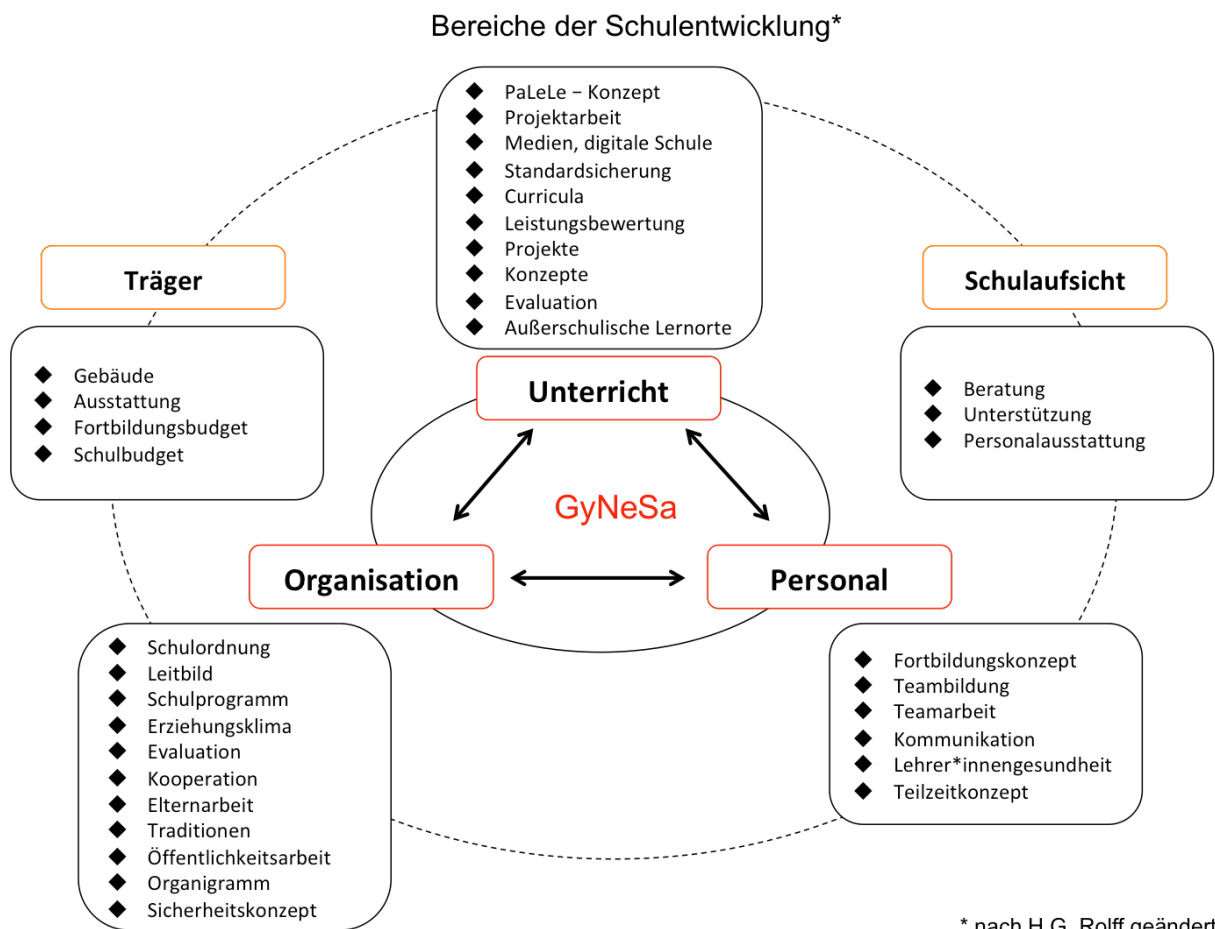 Bereiche der Schulentwicklung*
PaLeLe – Konzept
Projektarbeit
Medien, digitale Schule
Standardsicherung
Curricula
Leistungsbewertung
Projekte
Konzepte
Evaluation
Außerschulische Lernorte
Träger
Gebäude
Ausstattung
Fortbildungsbudget
Schulbudget
Schulaufsicht
Beratung
Unterstützung
Personalausstattung
Unterricht
GyNeSa
Organisation
Personal
Schulordnung
Leitbild
Schulprogramm
Erziehungsklima
Evaluation
Kooperation
Elternarbeit
Traditionen
Öffentlichkeitsarbeit
Organigramm
Sicherheitskonzept
Fortbildungskonzept
Teambildung
Teamarbeit
Kommunikation
Lehrer*innengesundheit
Teilzeitkonzept
* nach H.G. Rolff geändert